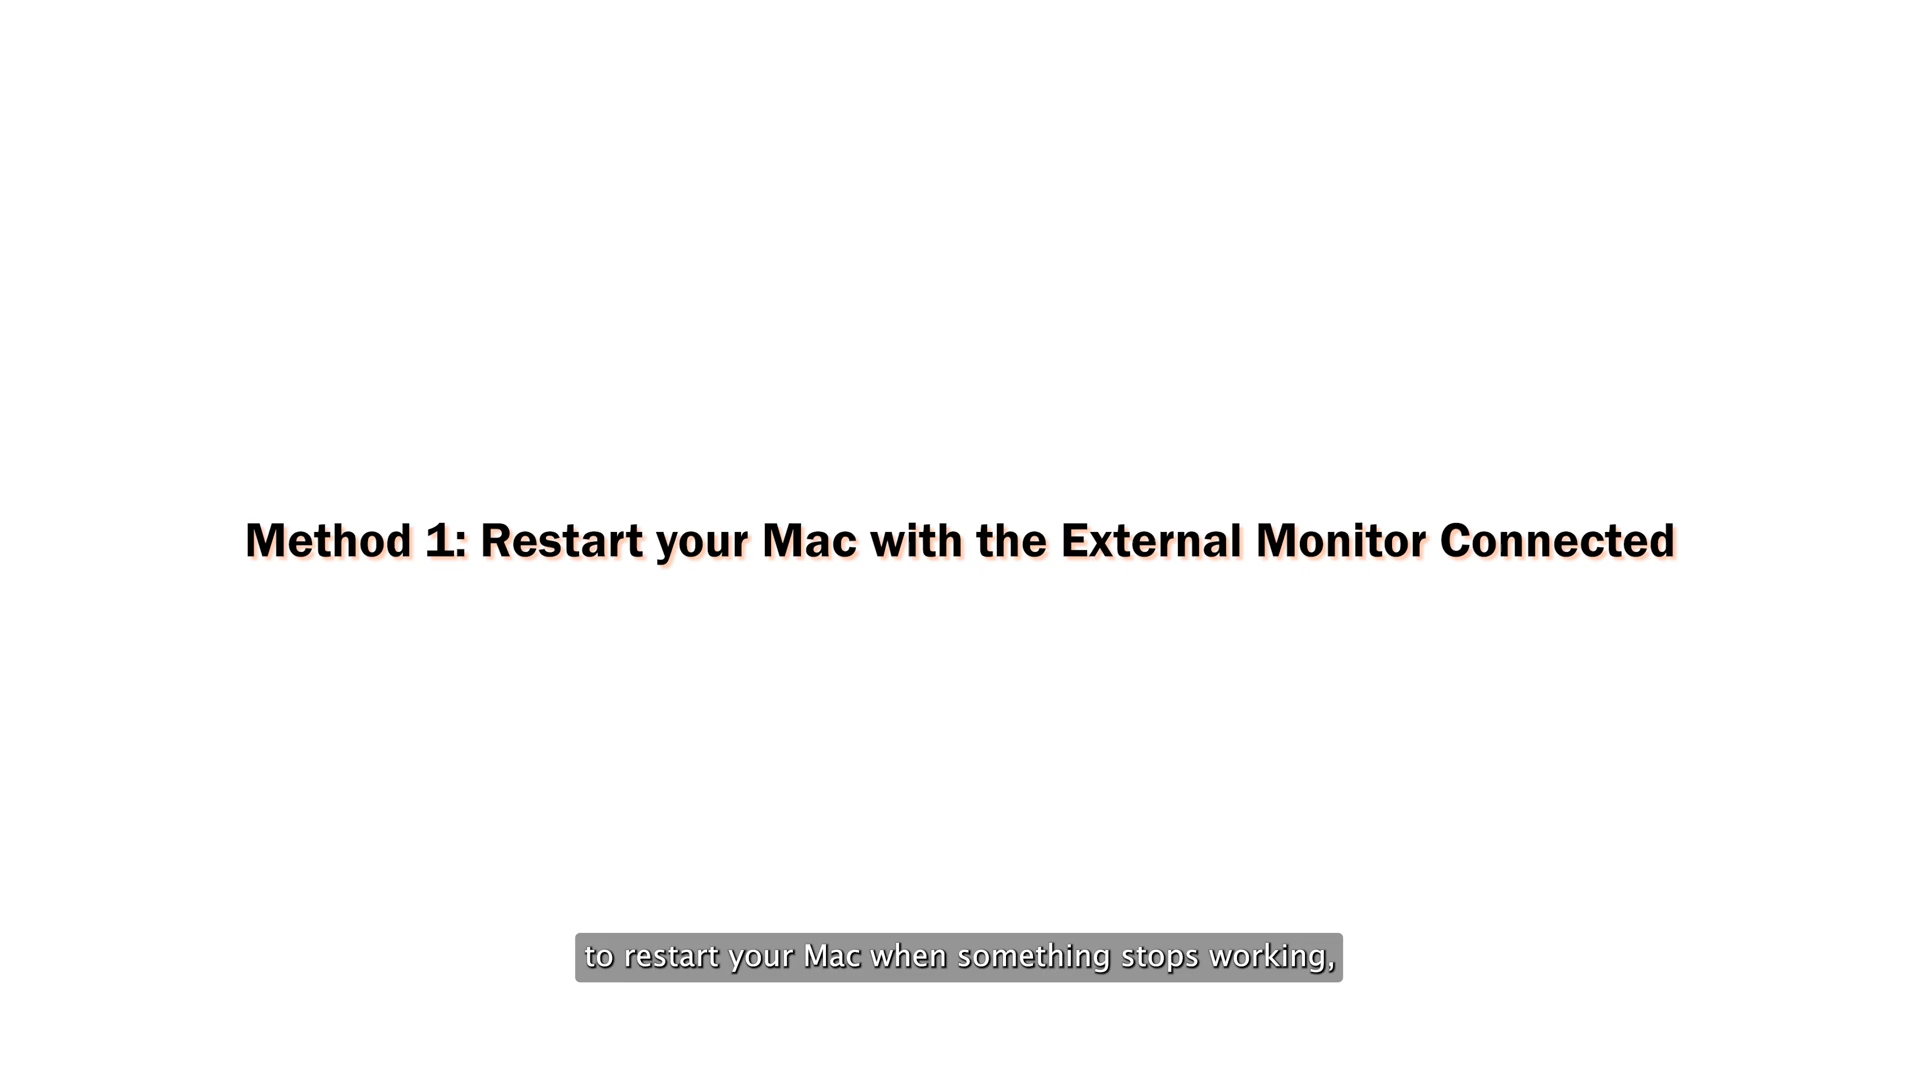 Method 1: Restart your Mac with the External Monitor Connected
to restart your Mac when something stops working,